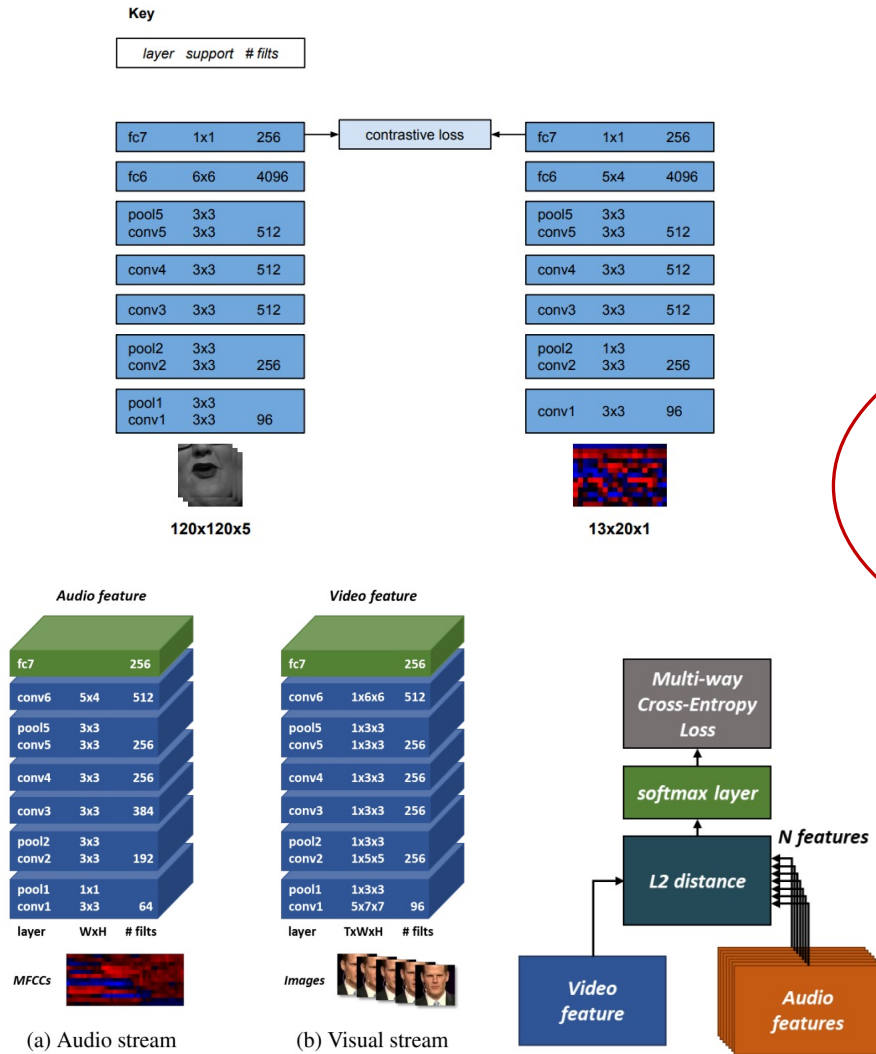 Key
layer support # filts
fc7 1x1 256
contrastive loss
fc7 1x1 256
fc6 6x6 4096
fc6 5x4 4096
pool5 3x3
conv5 3x3 512
pool5 3x3
conv5 3x3 512
conv4 3x3 512
conv4 3x3 512
conv3 3x3 512
conv3 3x3 512
pool2 3x3
conv2 3x3 256
pool2 1x3
conv2 3x3 256
pool1 3x3
conv1 3x3 96
conv1 3x3 96
120x120x5
13x20x1
Audio feature
fc7 256
conv6 5x4 512
pool5 3x3
conv5 3x3 256
conv4 3x3 256
conv3 3x3 384
pool2 3x3
conv2 3x3 192
pool1 1x1
conv1 3x3 64
layer WxH # filts
MFCCs
(a) Audio stream
Video feature
fc7 256
conv6 1x6x6 512
pool5 1x3x3
conv5 1x3x3 256
conv4 1x3x3 256
conv3 1x3x3 256
pool2 1x3x3
conv2 1x5x5 256
pool1 1x3x3
conv1 5x7x7 96
layer TxWxH # filts
Images
(b) Visual stream
Multi-way
Cross-Entropy
Loss
softmax layer
N features
L2 distance
Video
feature
Audio
features